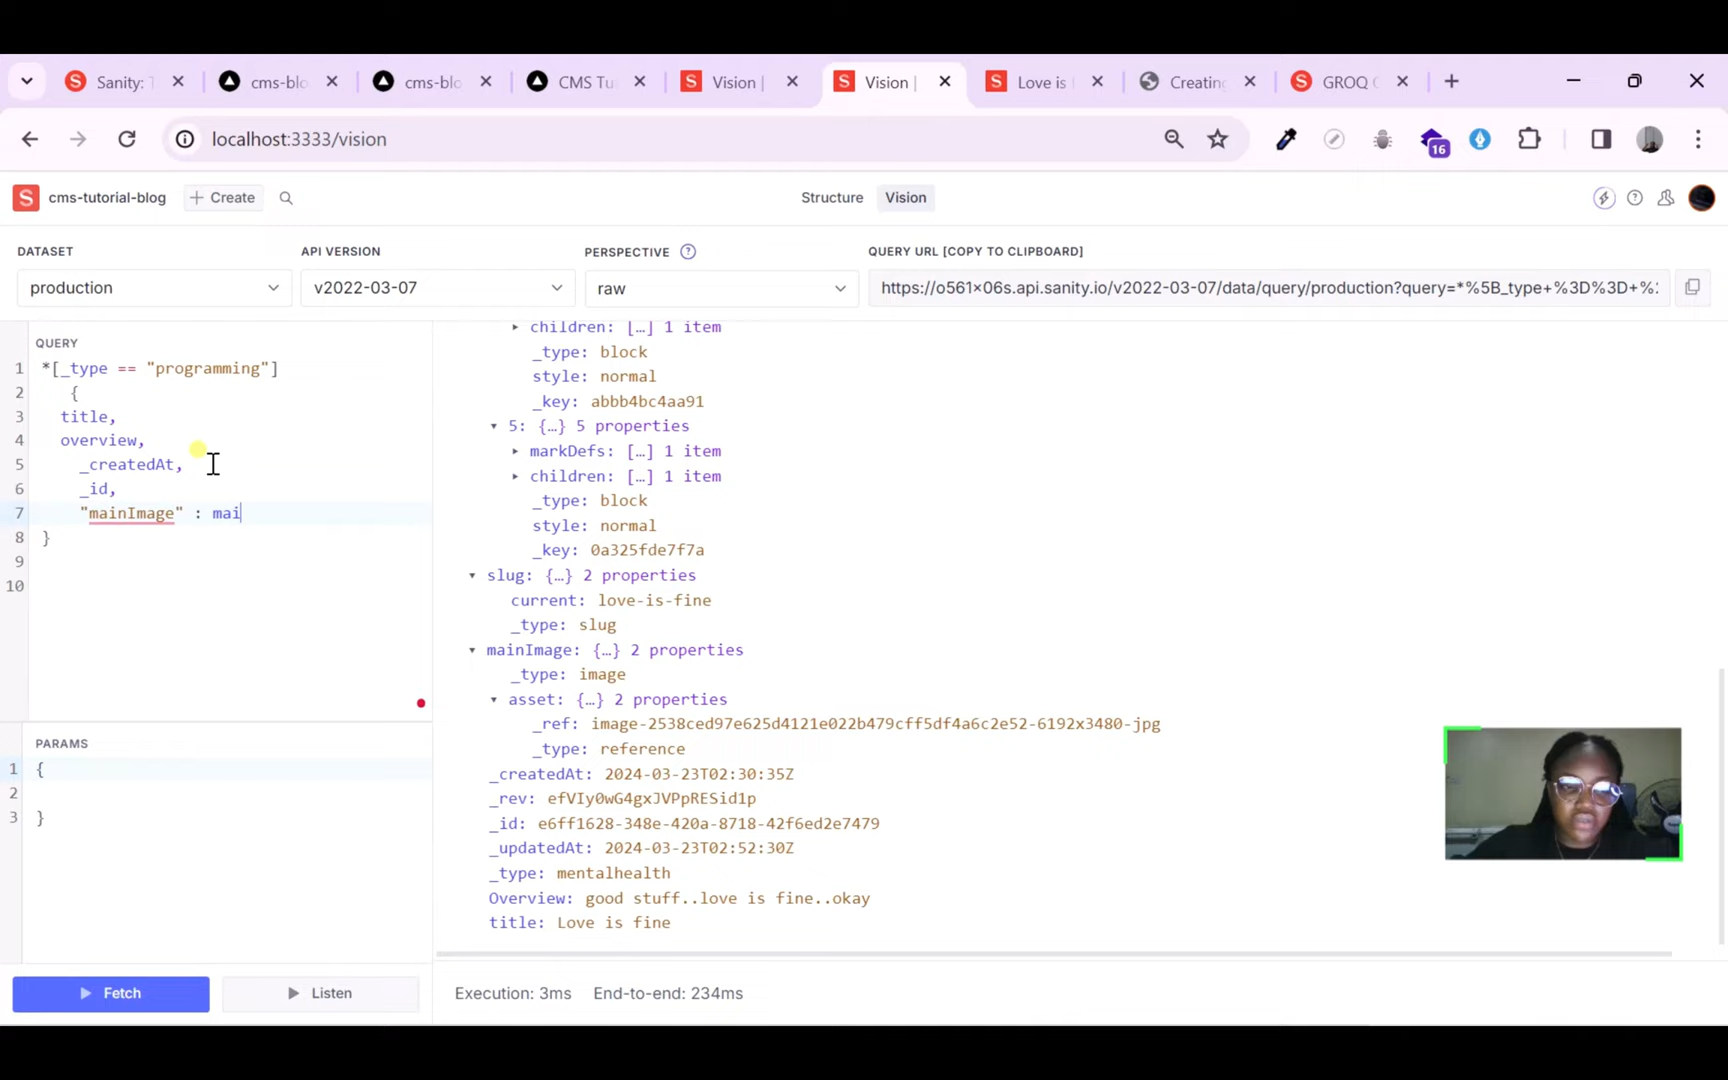 Sanity: T
cms-blo
cms-blo
CMS Tu
Vision |
Vision |
Love is
Creating
GROQ C
localhost:3333/vision
16
S cms-tutorial-blog
+ Create
Structure
Vision
DATASET
API VERSION
PERSPECTIVE
QUERY URL [COPY TO CLIPBOARD]
production
v2022-03-07
raw
https://o561x06s.api.sanity.io/v2022-03-07/data/query/production?query=*%5B_type+%3D%3D+%2
QUERY
1 *[_type == "programming"]
2 {
3 title,
4 overview,
5 _createdAt,
6 _id,
7 "mainImage" : mai
8 }
9
10
PARAMS
1 {
2
3 }
Fetch
Listen
children: […] 1 item
_type: block
style: normal
_key: abbb4bc4aa91
5: {…} 5 properties
markDefs: […] 1 item
children: […] 1 item
_type: block
style: normal
_key: 0a325fde7f7a
slug: {…} 2 properties
current: love-is-fine
_type: slug
mainImage: {…} 2 properties
_type: image
asset: {…} 2 properties
_ref: image-2538ced97e625d4121e022b479cff5df4a6c2e52-6192x3480-jpg
_type: reference
_createdAt: 2024-03-23T02:30:35Z
_rev: efVIy0wG4gxJVPpRESid1p
_id: e6ff1628-348e-420a-8718-42f6ed2e7479
_updatedAt: 2024-03-23T02:52:30Z
_type: mentalhealth
Overview: good stuff..love is fine..okay
title: Love is fine
Execution: 3ms
End-to-end: 234ms